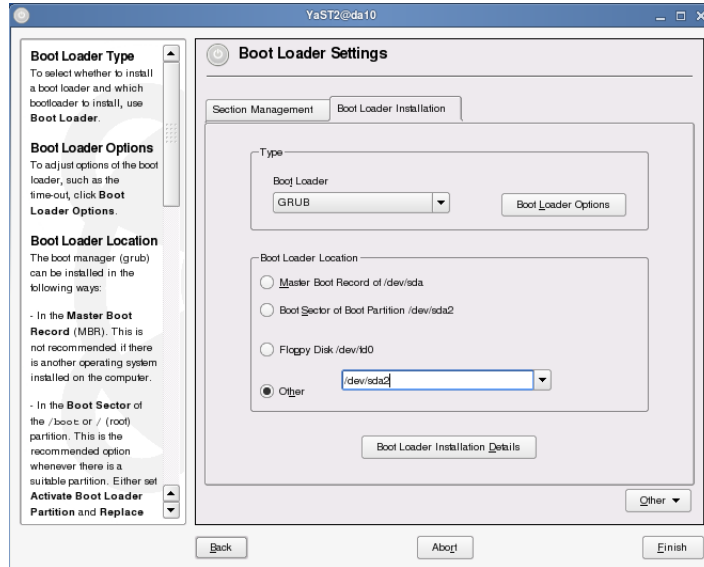 YaST2@da10
Boot Loader Type
To select whether to install
a boot loader and which
bootloader to install, use
Boot Loader.
Boot Loader Options
To adjust options of the boot
loader, such as the
time-out, click Boot
Loader Options.
Boot Loader Location
The boot manager (grub)
can be installed in the
following ways:
- In the Master Boot
Record (MBR). This is
not recommended if there
is another operating system
installed on the computer.
- In the Boot Sector of
the /boot or / (root)
partition. This is the
recommended option
whenever there is a
suitable partition. Either set
Activate Boot Loader
Partition and Replace
Boot Loader Settings
Section Management
Boot Loader Installation
Type
Boot Loader
GRUB
Boot Loader Options
Boot Loader Location
Master Boot Record of /dev/sda
Boot Sector of Boot Partition /dev/sda2
Floppy Disk /dev/fd0
Other
/dev/sda2
Boot Loader Installation Details
Other
Back
Abort
Finish